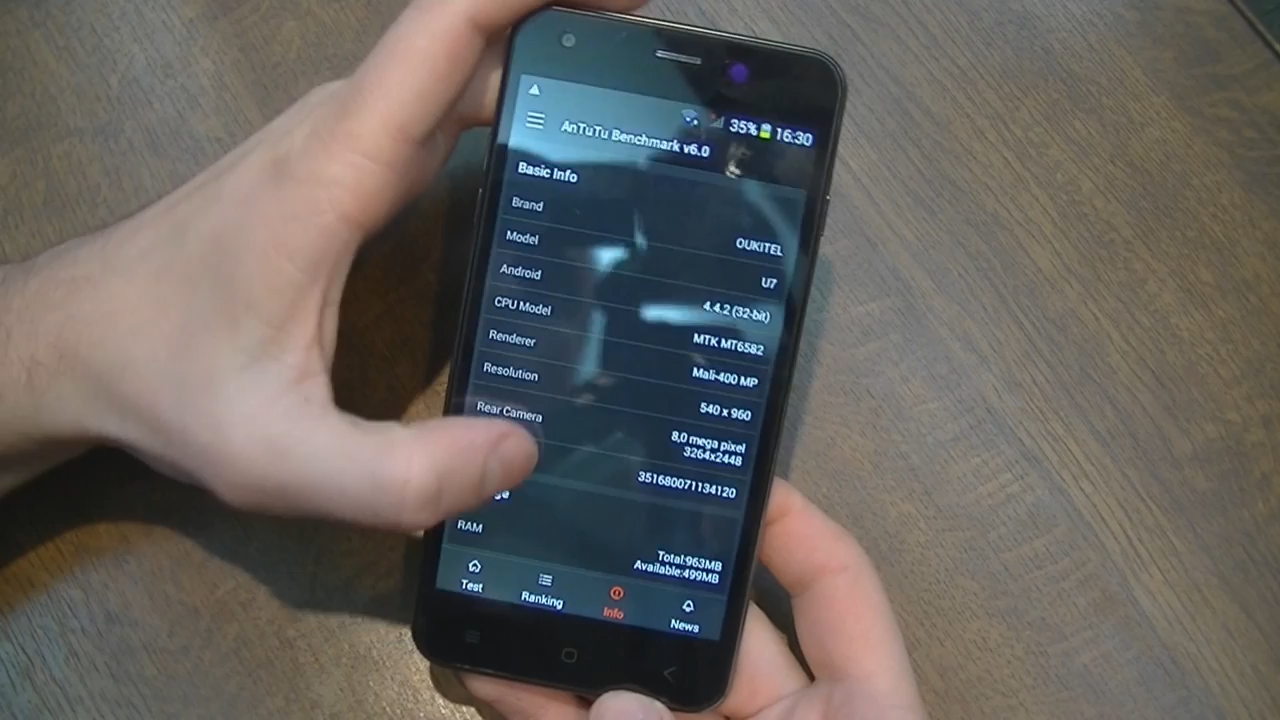 35% 16:30
AnTuTu Benchmark v6.0
Basic Info
Brand
OUKITEL
Model
U7
Android
4.4.2 (32-bit)
CPU Model
MTK MT6582
Renderer
Mali-400 MP
Resolution
540 x 960
Rear Camera
8,0 mega pixel
3264x2448
351680071134120
ge
RAM
Total:963MB
Available:499MB
Test
Ranking
Info
News